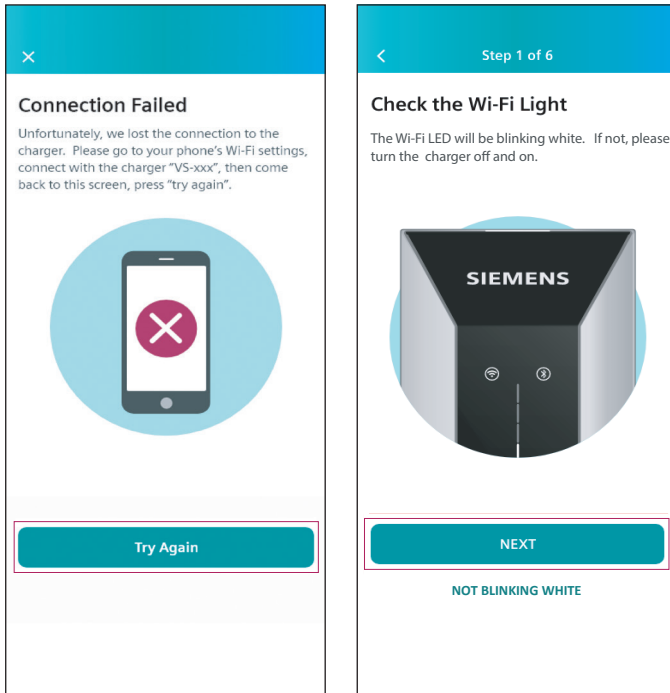 Connection Failed
Unfortunately, we lost the connection to the
charger. Please go to your phone's Wi-Fi settings,
connect with the charger "VS-xxx", then come
back to this screen, press "try again".
Try Again
Step 1 of 6
Check the Wi-Fi Light
The Wi-Fi LED will be blinking white. If not, please
turn the charger off and on.
SIEMENS
NEXT
NOT BLINKING WHITE